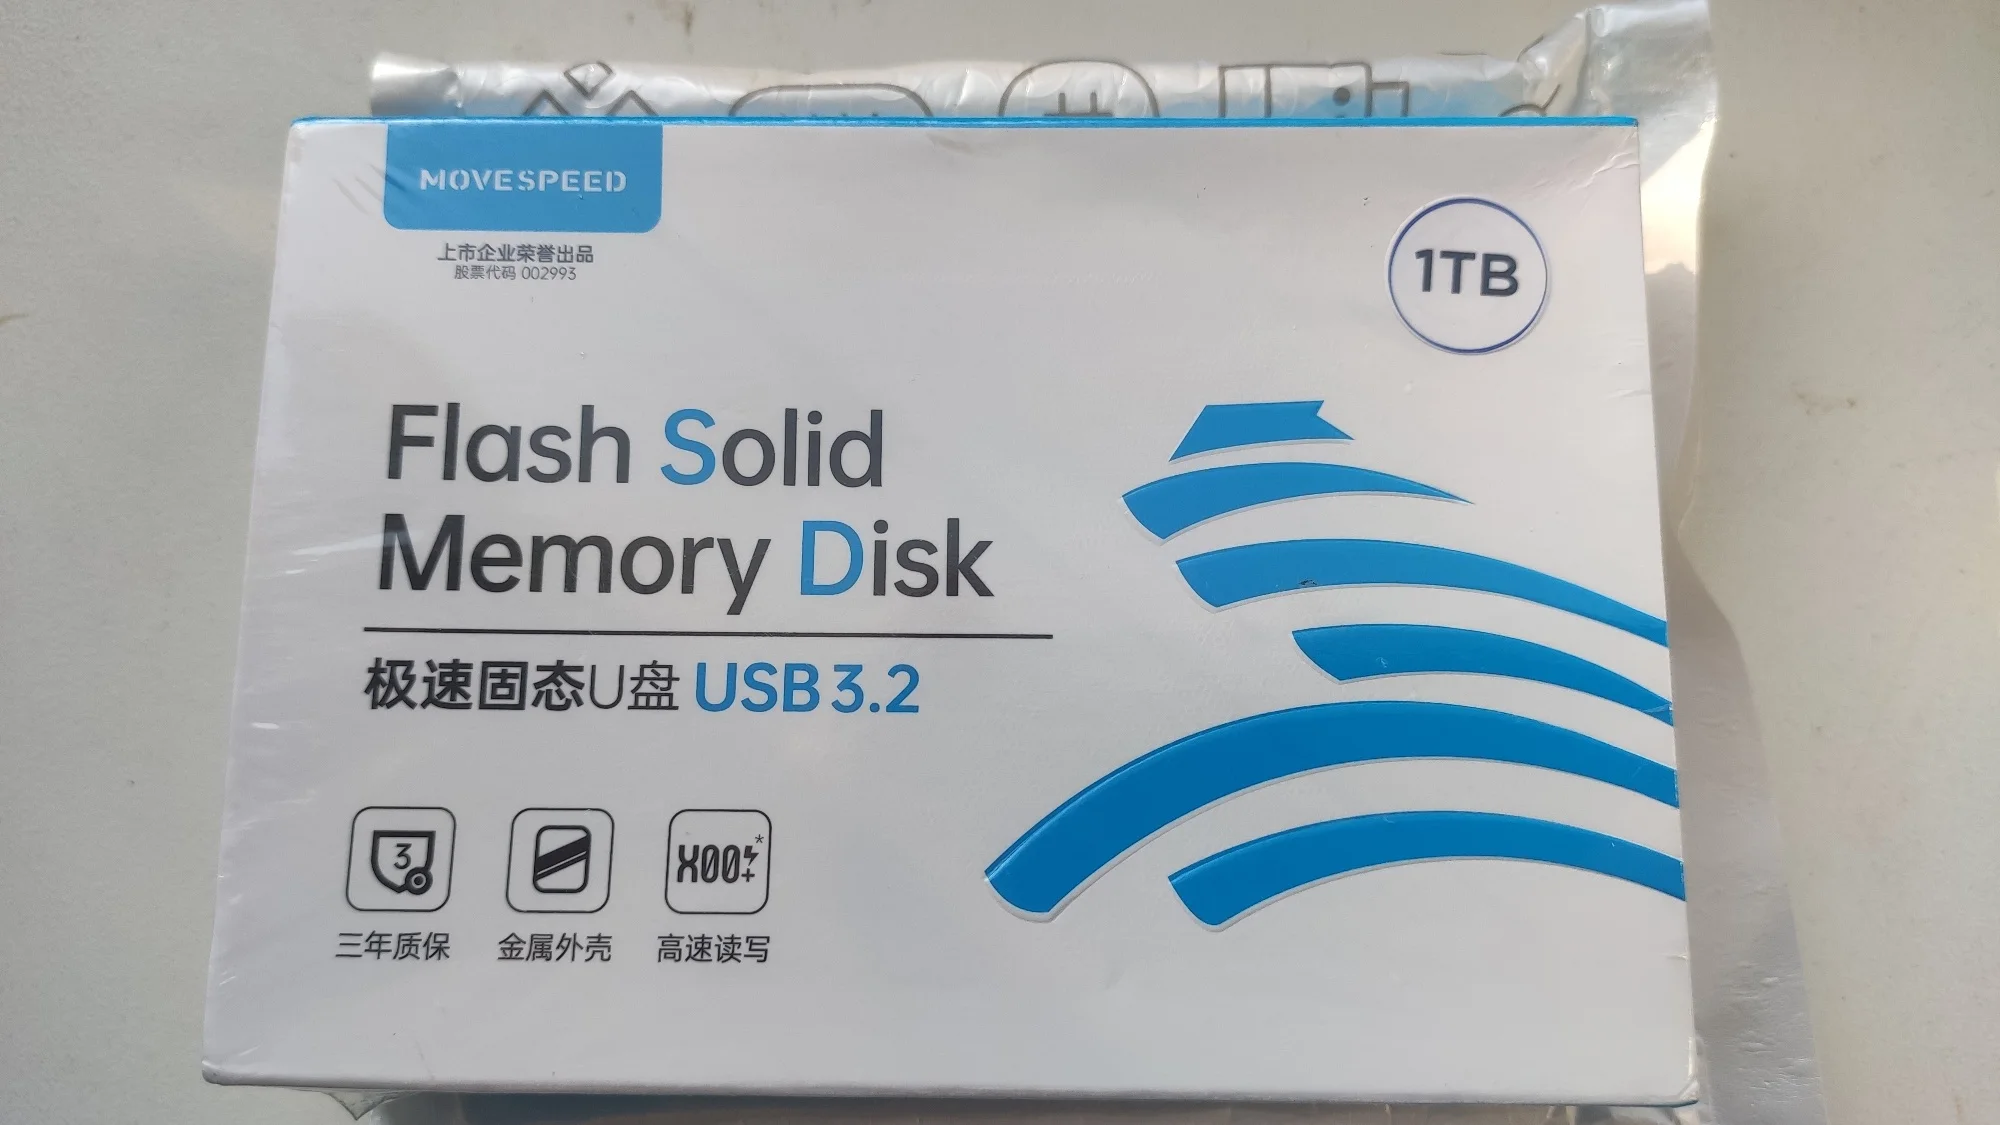 MOVESPEED
上市企业荣誉出品
股票代码 002993
1TB
Flash Solid
Memory Disk
极速固态U盘 USB 3.2
3
X00+*
三年质保
金属外壳
高速读写